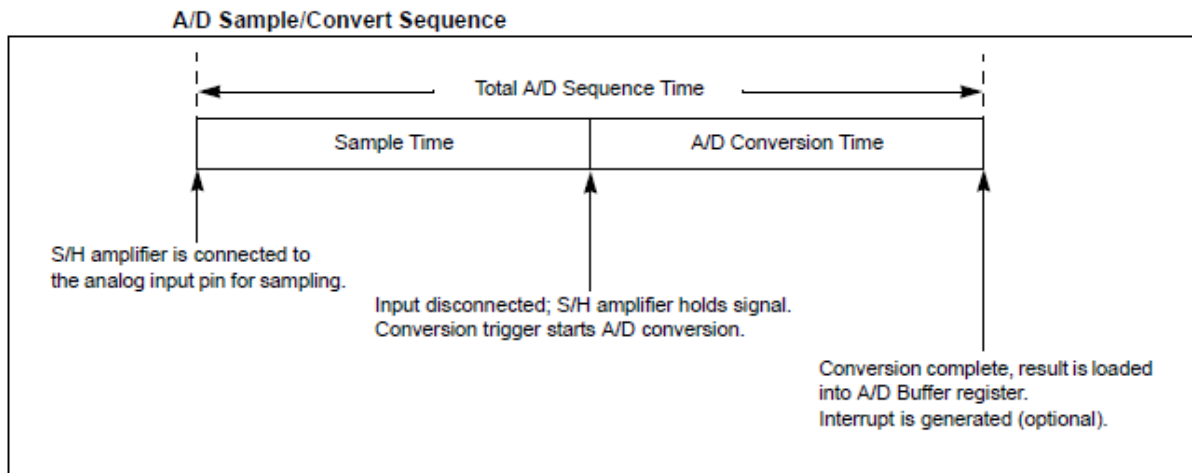 A/D Sample/Convert Sequence
Total A/D Sequence Time
Sample Time
A/D Conversion Time
S/H amplifier is connected to
the analog input pin for sampling.
Input disconnected; S/H amplifier holds signal.
Conversion trigger starts A/D conversion.
Conversion complete, result is loaded
into A/D Buffer register.
Interrupt is generated (optional).